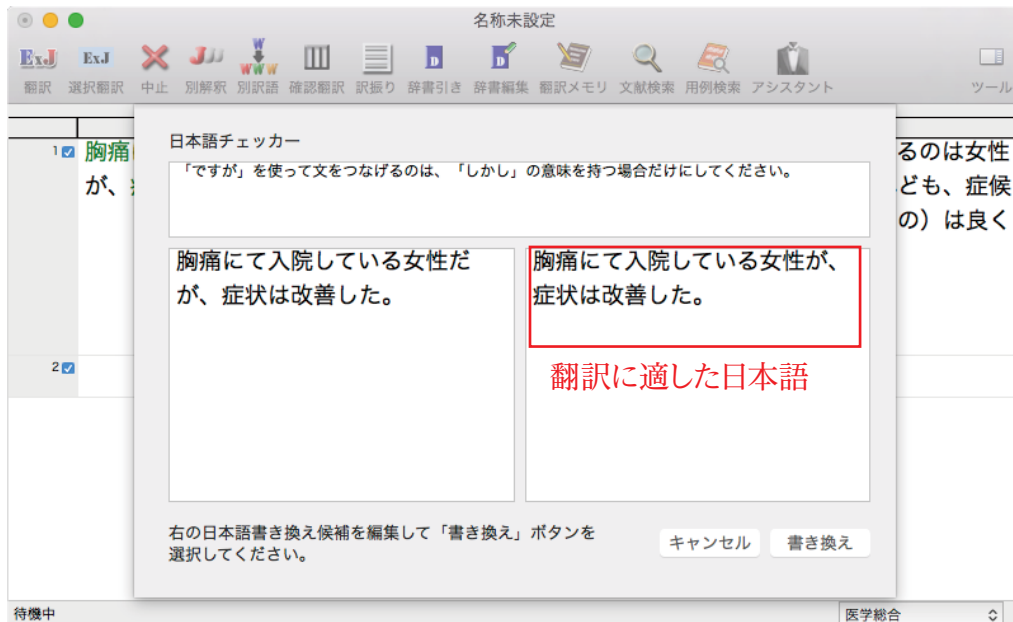 名称未設定
ExJ ExJ J W WWW D D
翻訳 選択翻訳 中止 別解釈 別訳語 確認翻訳 訳振り 辞書引き 辞書編集 翻訳メモリ 文献検索 用例検索 アシスタント ツール
日本語チェッカー
「ですが」を使って文をつなげるのは、「しかし」の意味を持つ場合だけにしてください。
1 胸痛
が、
るのは女性
ども、症候
の）は良く
胸痛にて入院している女性だ
が、症状は改善した。
胸痛にて入院している女性が、
症状は改善した。
翻訳に適した日本語
2
右の日本語書き換え候補を編集して「書き換え」ボタンを
選択してください。
キャンセル 書き換え
待機中 医学総合